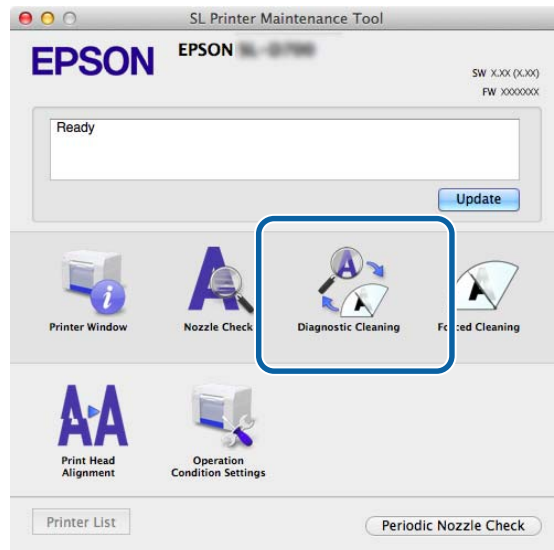 SL Printer Maintenance Tool
EPSON
EPSON
SW X.XX (X.XX)
FW XXXXXXX
Ready
Update
Printer Window
Nozzle Check
Diagnostic Cleaning
Forced Cleaning
Print Head
Alignment
Operation
Condition Settings
Printer List
Periodic Nozzle Check